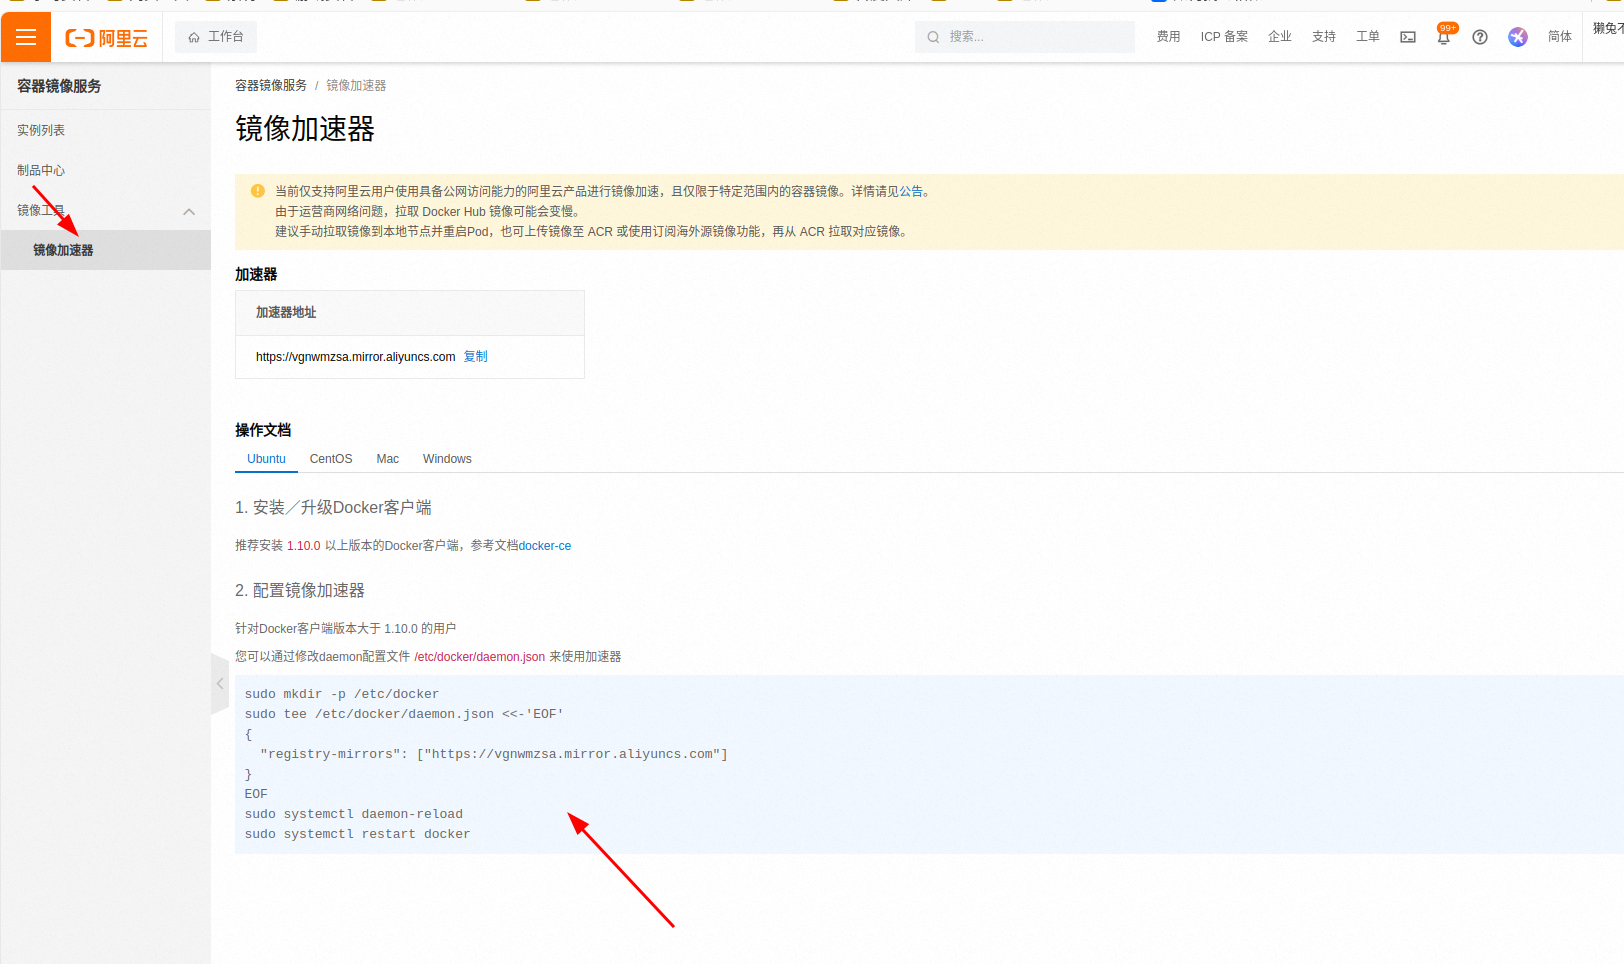 阿里云
工作台
搜索...
费用
ICP 备案
企业
支持
工单
99+
简体
容器镜像服务
实例列表
制品中心
镜像工具
镜像加速器
容器镜像服务 / 镜像加速器
镜像加速器
当前仅支持阿里云用户使用具备公网访问能力的阿里云产品进行镜像加速，且仅限于特定范围内的容器镜像。详情请见公告。
由于运营商网络问题，拉取 Docker Hub 镜像可能会变慢。
建议手动拉取镜像到本地节点并重启Pod，也可上传镜像至 ACR 或使用订阅海外源镜像功能，再从 ACR 拉取对应镜像。
加速器
加速器地址
https://vgnwmzsa.mirror.aliyuncs.com 复制
操作文档
Ubuntu CentOS Mac Windows
1. 安装／升级Docker客户端
推荐安装 1.10.0 以上版本的Docker客户端，参考文档docker-ce
2. 配置镜像加速器
针对Docker客户端版本大于 1.10.0 的用户
您可以通过修改daemon配置文件 /etc/docker/daemon.json 来使用加速器
sudo mkdir -p /etc/docker
sudo tee /etc/docker/daemon.json <<-'EOF'
{
  "registry-mirrors": ["https://vgnwmzsa.mirror.aliyuncs.com"]
}
EOF
sudo systemctl daemon-reload
sudo systemctl restart docker